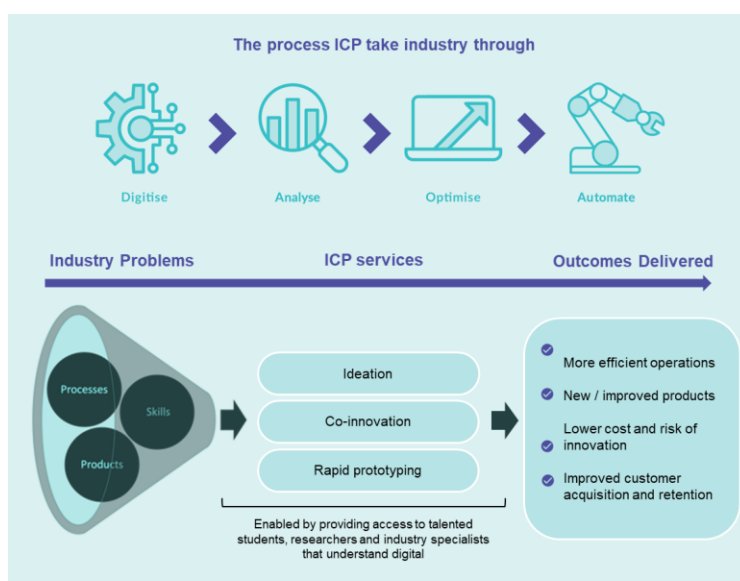 The process ICP take industry through
Digitise
Analyse
Optimise
Automate
Industry Problems
ICP services
Outcomes Delivered
Processes
Skills
Products
Ideation
Co-innovation
Rapid prototyping
Enabled by providing access to talented
students, researchers and industry specialists
that understand digital
More efficient operations
New / improved products
Lower cost and risk of
innovation
Improved customer
acquisition and retention